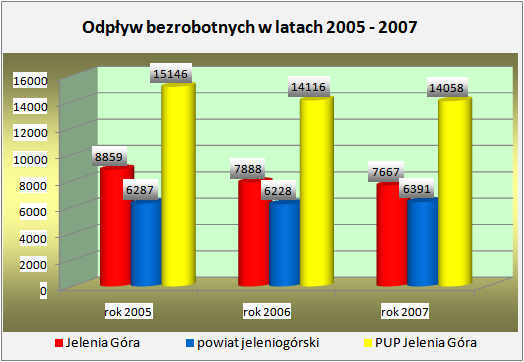 Odpływ bezrobotnych w latach 2005 - 2007
16000
14000
12000
10000
8000
6000
4000
2000
0
8859
6287
15146
7888
6228
14116
7667
6391
14058
rok 2005
rok 2006
rok 2007
Jelenia Góra
powiat jeleniogórski
PUP Jelenia Góra